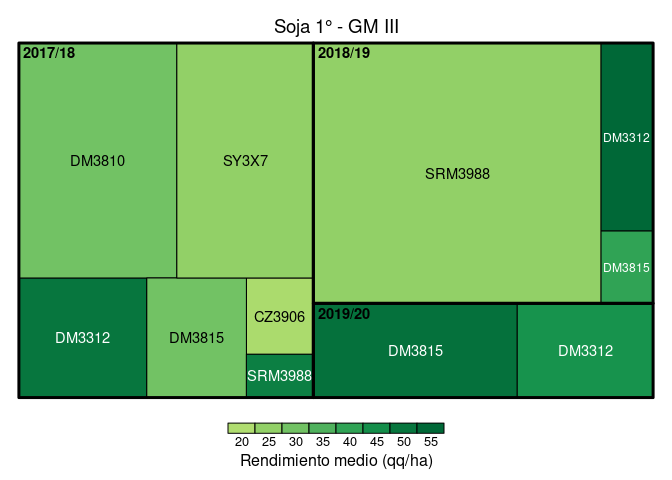 Soja 1° - GM III
2017/18
DM3810
SY3X7
DM3312
DM3815
CZ3906
SRM3988
2018/19
SRM3988
DM3312
DM3815
2019/20
DM3815
DM3312
20 25 30 35 40 45 50 55
Rendimiento medio (qq/ha)